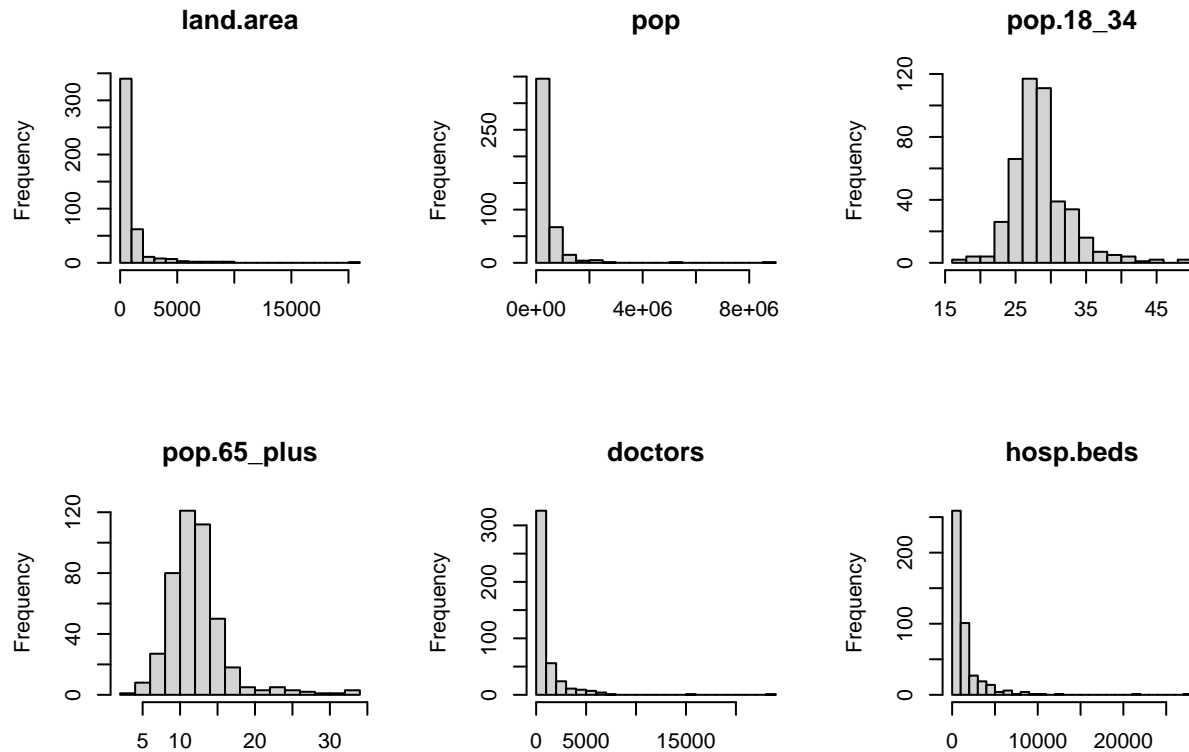 land.area
Frequency
0
100
200
300
0
5000
15000
pop
Frequency
0
100
250
0e+00
4e+06
8e+06
pop.18_34
Frequency
0
40
80
120
15
25
35
45
pop.65_plus
Frequency
0
40
80
120
5
10
20
30
doctors
Frequency
0
100
200
300
0
5000
15000
hosp.beds
Frequency
0
100
200
0
10000
20000